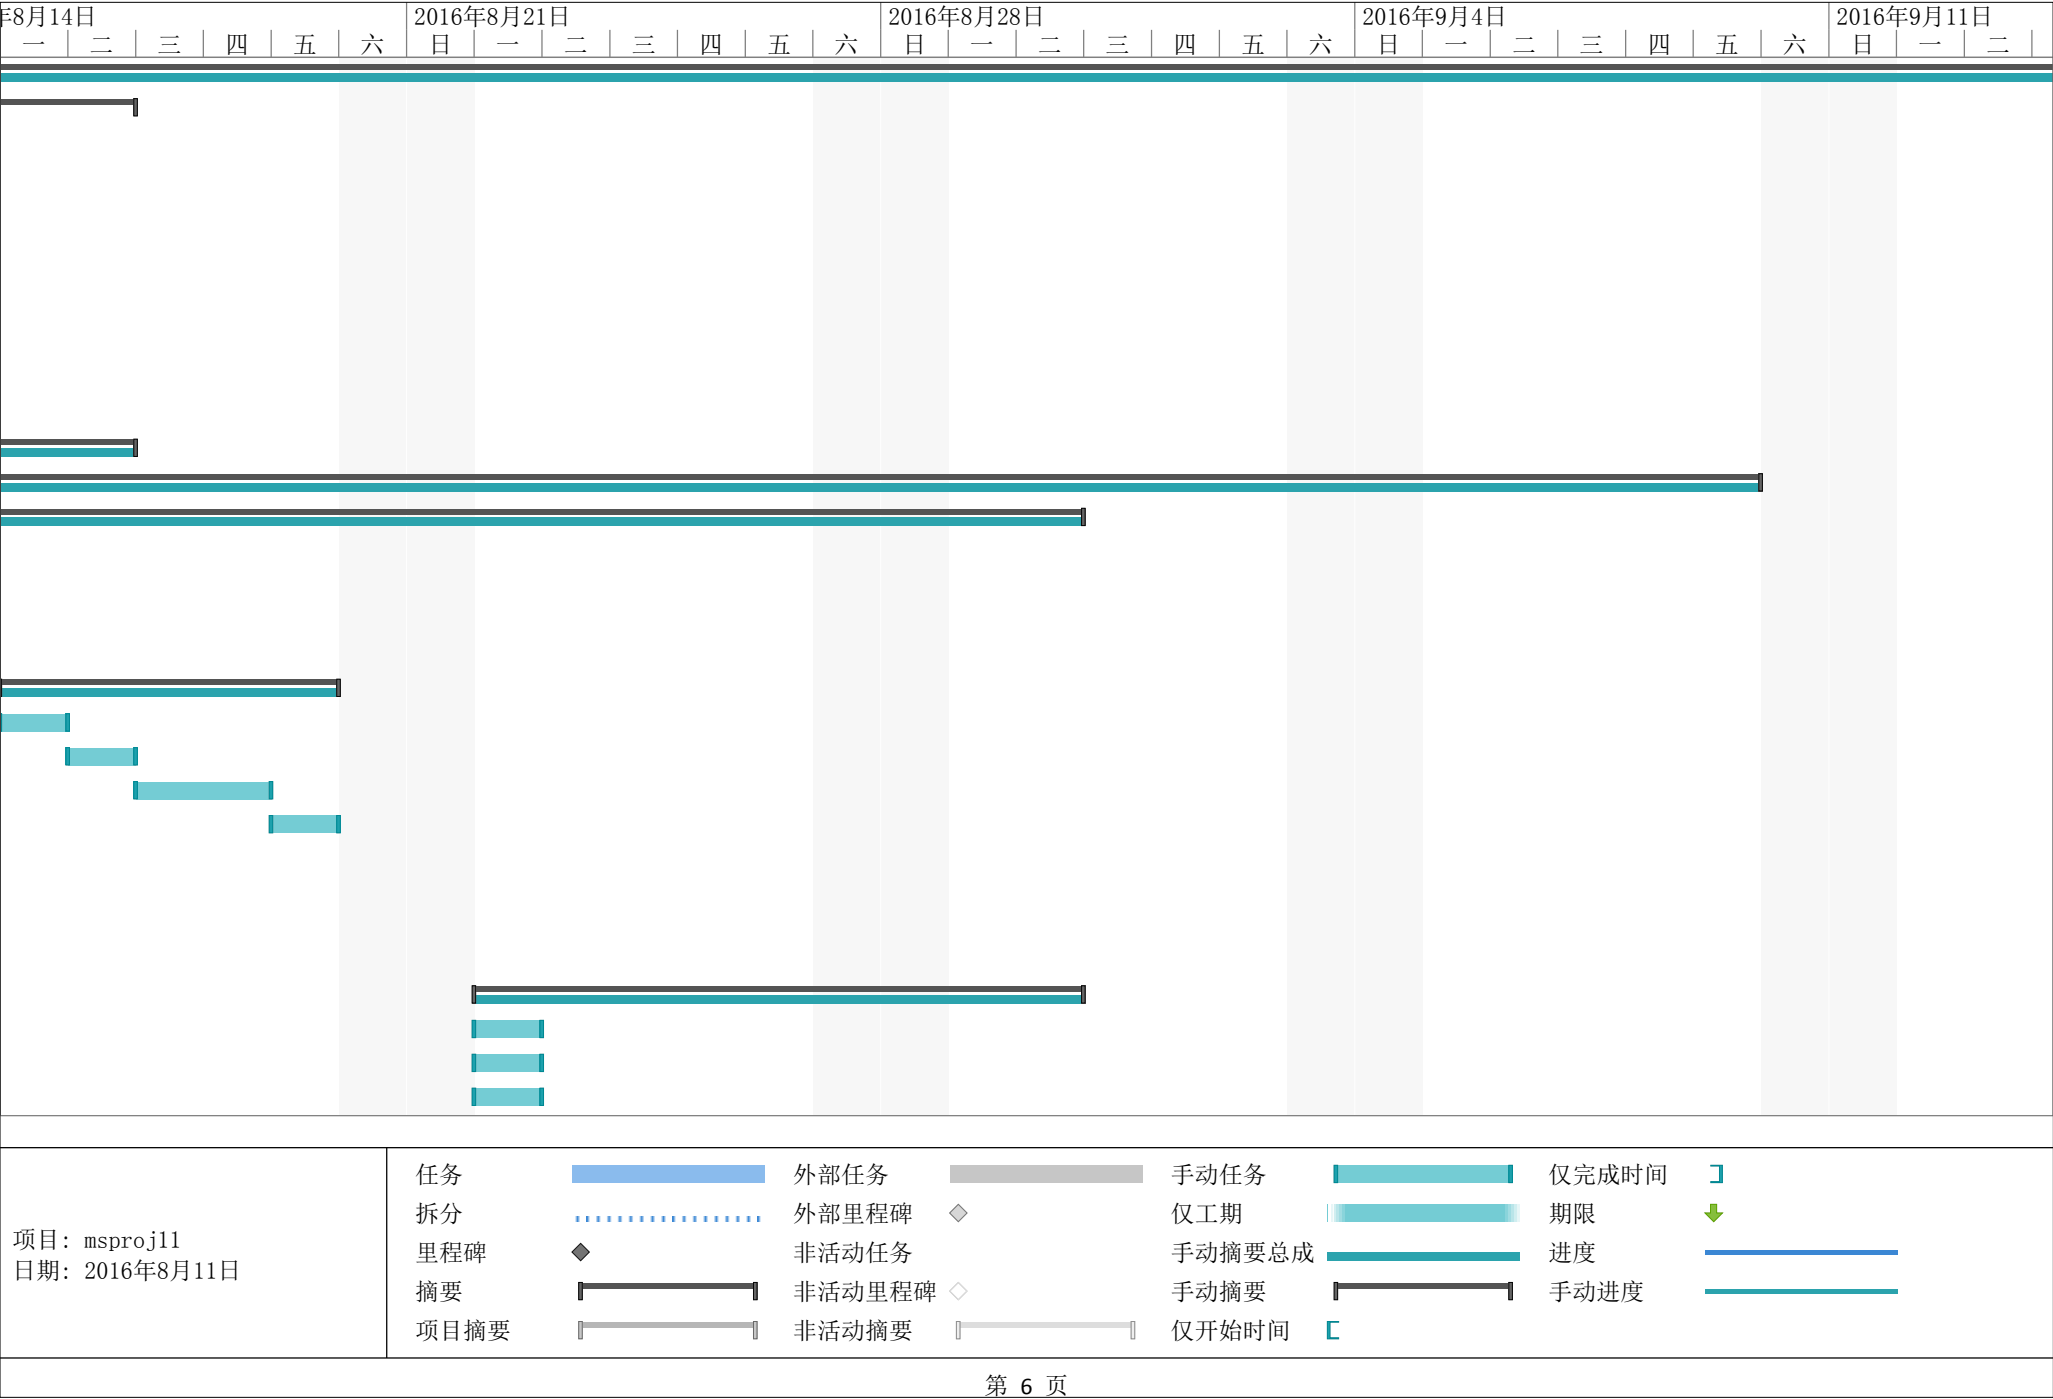 年8月14日 2016年8月21日 2016年8月28日 2016年9月4日 2016年9月11日
一 二 三 四 五 六 日 一 二 三 四 五 六 日 一 二 三 四 五 六 日 一 二 三 四 五 六 日 一 二
任务 外部任务 手动任务 仅完成时间
拆分 外部里程碑 仅工期 期限
里程碑 非活动任务 手动摘要总成 进度
摘要 非活动里程碑 手动摘要 手动进度
项目摘要 非活动摘要 仅开始时间
项目: msproj11
日期: 2016年8月11日
第 6 页